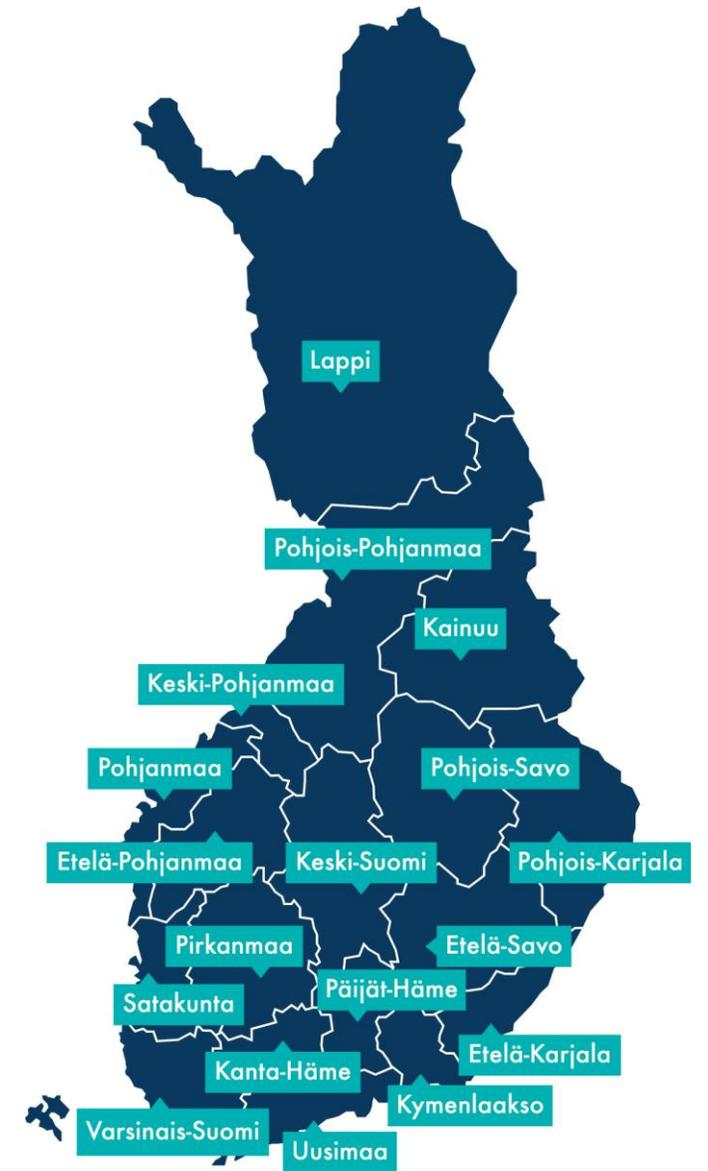 Lappi
Pohjois-Pohjanmaa
Kainuu
Keski-Pohjanmaa
Pohjanmaa
Pohjois-Savo
Etelä-Pohjanmaa
Keski-Suomi
Pohjois-Karjala
Pirkanmaa
Etelä-Savo
Satakunta
Päijät-Häme
Kanta-Häme
Etelä-Karjala
Varsinais-Suomi
Kymenlaakso
Uusimaa